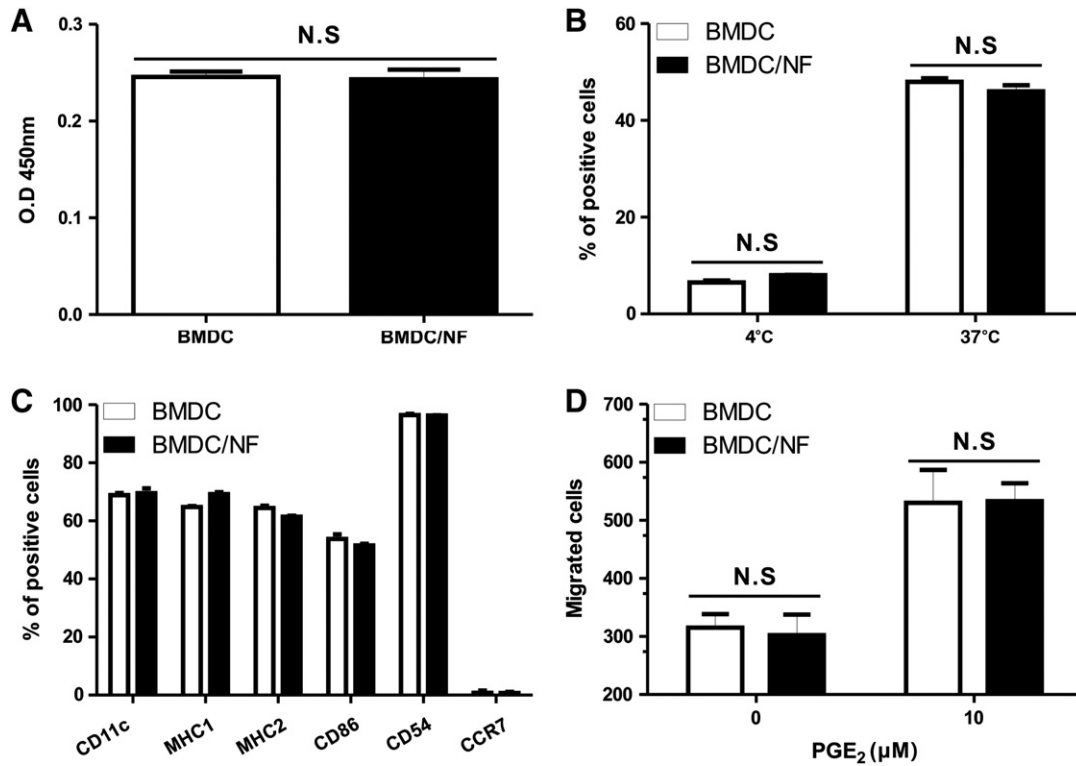 A
N.S
O.D 450nm
0.3
0.2
0.1
0.0
BMDC
BMDC/NF
B
BMDC
BMDC/NF
N.S
N.S
% of positive cells
60
40
20
0
4°C
37°C
C
BMDC
BMDC/NF
% of positive cells
100
80
60
40
20
0
CD11c
MHC1
MHC2
CD86
CD54
CCR7
D
BMDC
BMDC/NF
N.S
N.S
Migrated cells
700
600
500
400
300
200
0
10
PGE₂ (µM)